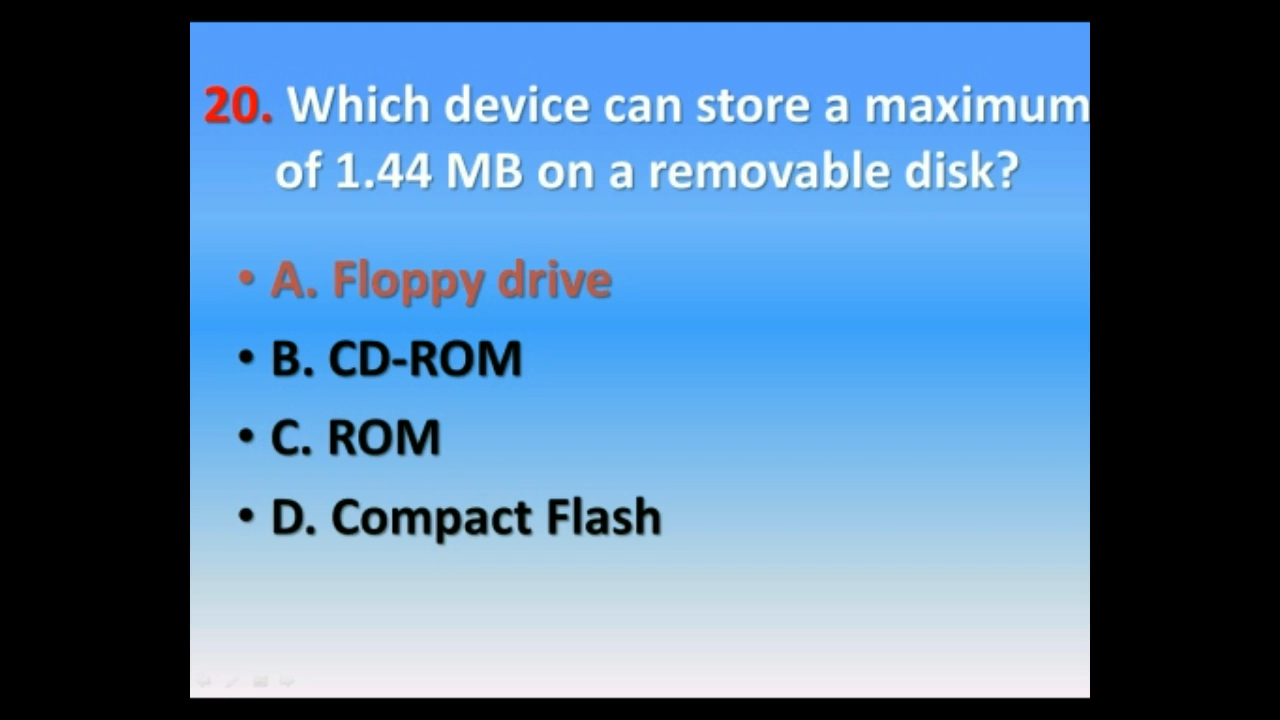 20. Which device can store a maximum
of 1.44 MB on a removable disk?
• A. Floppy drive
• B. CD-ROM
• C. ROM
• D. Compact Flash